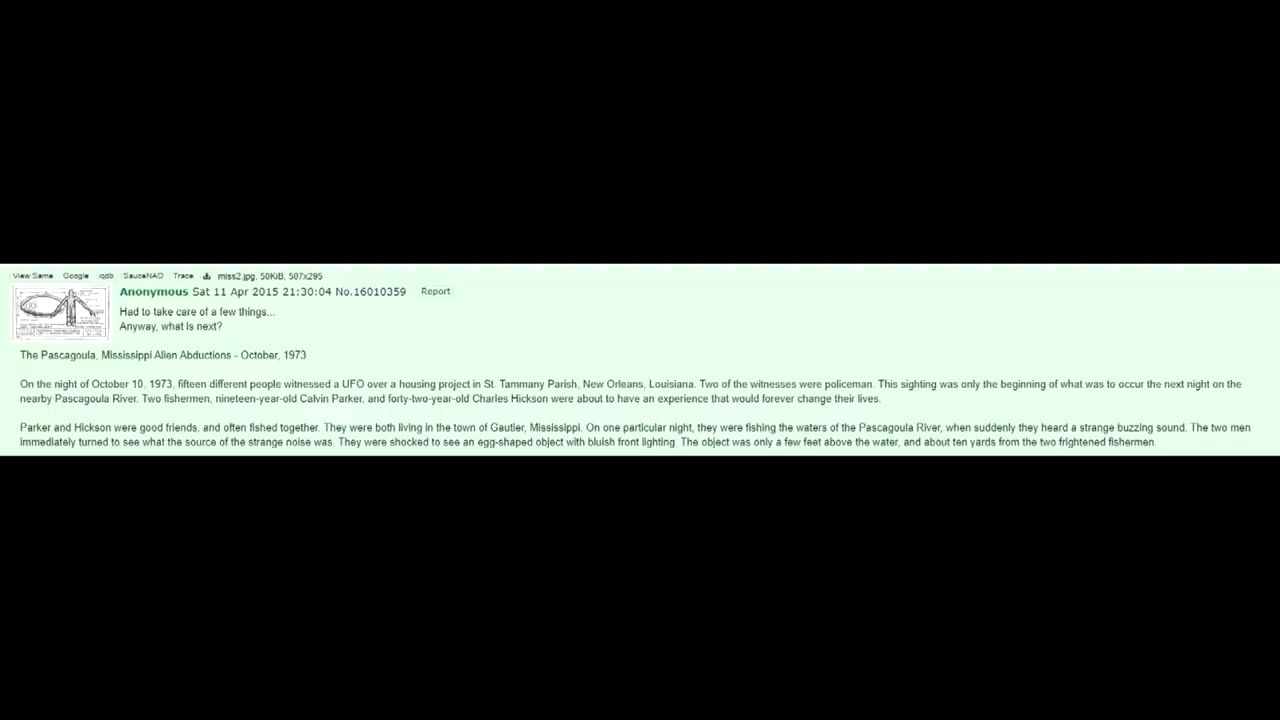 View Same Google iqdb SauceNAO Trace miss2.jpg, 50KiB, 507x295
Anonymous Sat 11 Apr 2015 21:30:04 No.16010359 Report
Had to take care of a few things...
Anyway, what is next?
The Pascagoula, Mississippi Alien Abductions - October, 1973
On the night of October 10, 1973, fifteen different people witnessed a UFO over a housing project in St. Tammany Parish, New Orleans, Louisiana. Two of the witnesses were policeman. This sighting was only the beginning of what was to occur the next night on the
nearby Pascagoula River. Two fishermen, nineteen-year-old Calvin Parker, and forty-two-year-old Charles Hickson were about to have an experience that would forever change their lives.
Parker and Hickson were good friends, and often fished together. They were both living in the town of Gautier, Mississippi. On one particular night, they were fishing the waters of the Pascagoula River, when suddenly they heard a strange buzzing sound. The two men
immediately turned to see what the source of the strange noise was. They were shocked to see an egg-shaped object with bluish front lighting. The object was only a few feet above the water, and about ten yards from the two frightened fishermen.